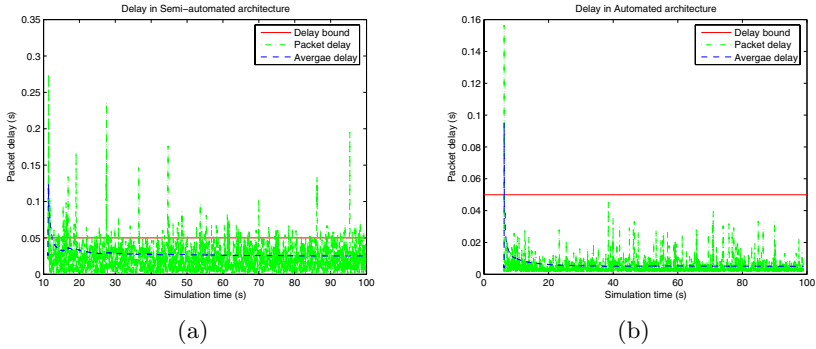 Delay in Semi−automated architecture
0.35
0.3
0.25
0.2
0.15
0.1
0.05
0
Packet delay (s)
Delay bound
Packet delay
Avergae delay
10 20 30 40 50 60 70 80 90 100
Simulation time (s)
(a)
Delay in Automated architecture
0.16
0.14
0.12
0.1
0.08
0.06
0.04
0.02
0
Packet delay (s)
Delay bound
Packet delay
Avergae delay
0 20 40 60 80 100
Simulation time (s)
(b)